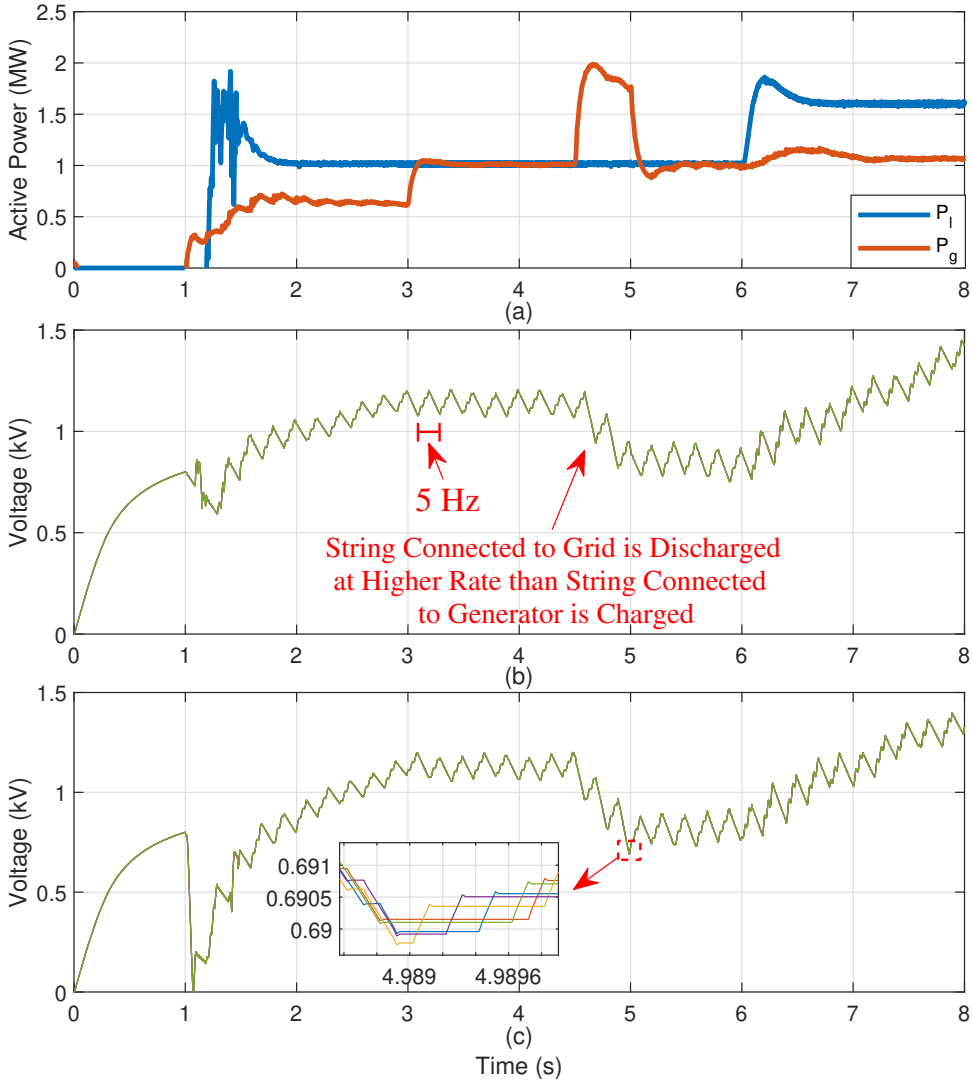 2.5
2
1.5
1
0.5
0
Active Power (MW)
P_l
P_g
0 1 2 3 4 5 6 7 8
(a)
1.5
1
0.5
0
Voltage (kV)
5 Hz
String Connected to Grid is Discharged
at Higher Rate than String Connected
to Generator is Charged
0 1 2 3 4 5 6 7 8
(b)
1.5
1
0.5
0
Voltage (kV)
0.691
0.6905
0.69
4.989 4.9896
0 1 2 3 4 5 6 7 8
(c)
Time (s)